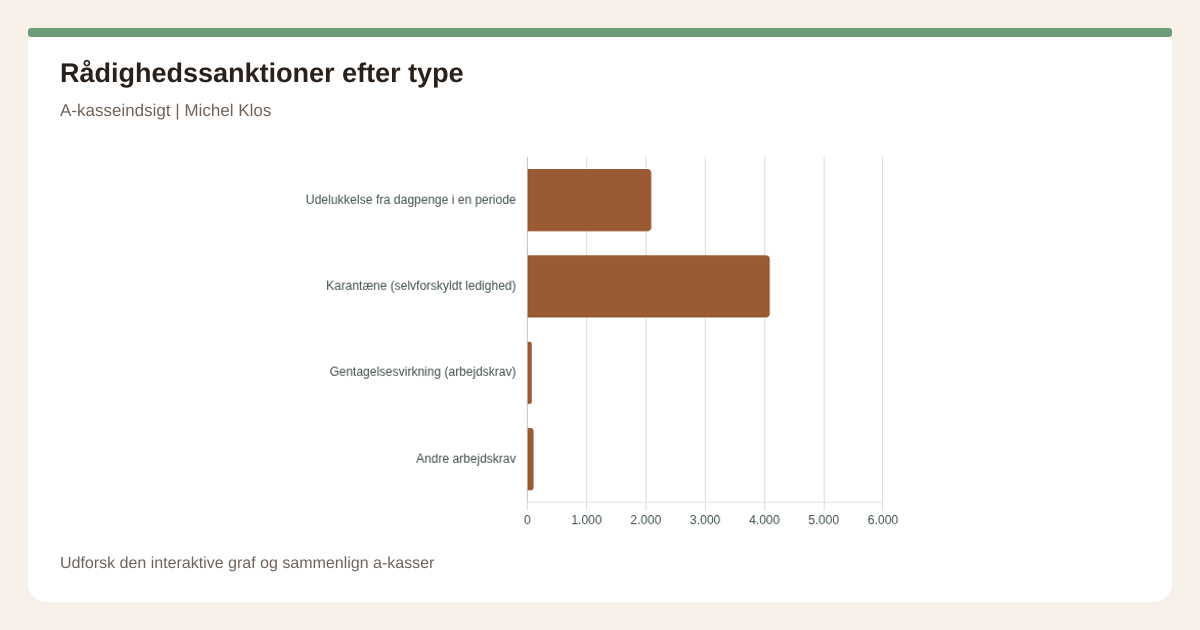 Rådighedssanktioner efter type
A-kasseindsigt | Michel Klos
Udelukkelse fra dagpenge i en periode
Karantæne (selvforskyldt ledighed)
Gentagelsesvirkning (arbejdskrav)
Andre arbejdskrav
0 1.000 2.000 3.000 4.000 5.000 6.000
Udforsk den interaktive graf og sammenlign a-kasser